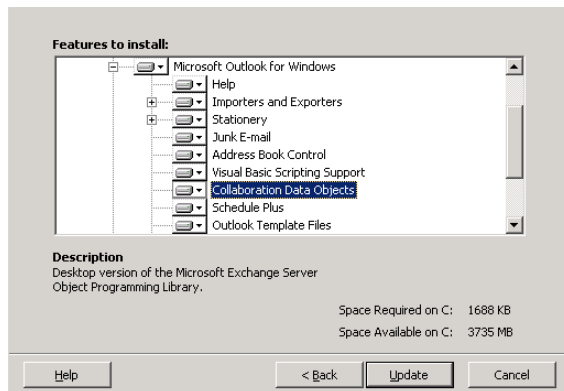 Features to install:
Microsoft Outlook for Windows
Help
Importers and Exporters
Stationery
Junk E-mail
Address Book Control
Visual Basic Scripting Support
Collaboration Data Objects
Schedule Plus
Outlook Template Files
Description
Desktop version of the Microsoft Exchange Server
Object Programming Library.
Space Required on C: 1688 KB
Space Available on C: 3735 MB
Help < Back Update Cancel